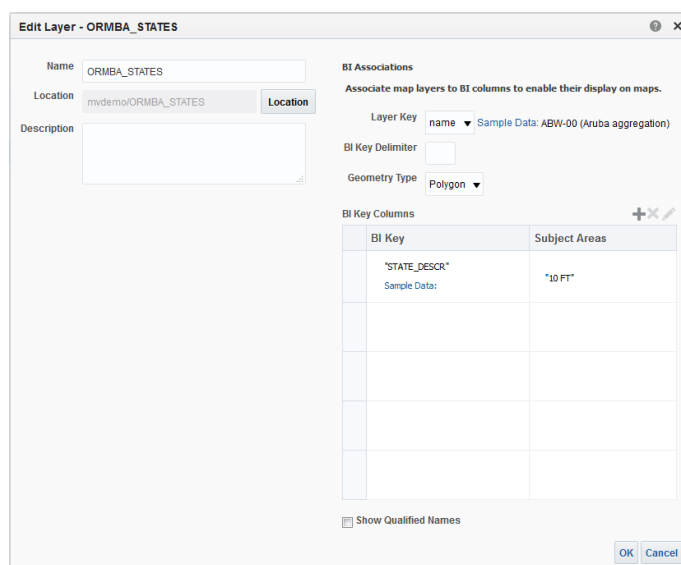 Edit Layer - ORMBA_STATES
Name ORMBA_STATES
Location mvdemo/ORMBA_STATES Location
Description
BI Associations
Associate map layers to BI columns to enable their display on maps.
Layer Key name Sample Data: ABW-00 (Aruba aggregation)
BI Key Delimiter
Geometry Type Polygon
BI Key Columns
BI Key Subject Areas
"STATE_DESCR"
Sample Data:
"10 FT"
Show Qualified Names
OK Cancel